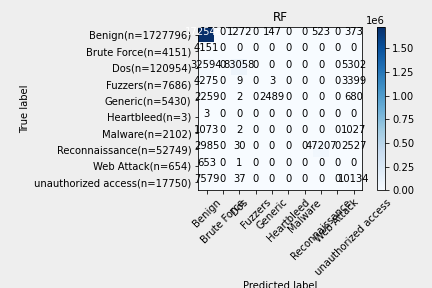 RF
1e6
True label
Benign(n=1727796) 0 1272 0 147 0 0 523 0 373
Brute Force(n=4151) 4151 0 0 0 0 0 0 0 0 0
Dos(n=120954) 32594 0 83058 0 0 0 0 0 0 5302
Fuzzers(n=7686) 4275 0 9 0 3 0 0 0 0 3399
Generic(n=5430) 2259 0 2 0 2489 0 0 0 0 680
Heartbleed(n=3) 3 0 0 0 0 0 0 0 0 0
Malware(n=2102) 1073 0 2 0 0 0 0 0 0 1027
Reconnaissance(n=52749) 2985 0 30 0 0 0 0 47207 0 2527
Web Attack(n=654) 653 0 1 0 0 0 0 0 0 0
unauthorized access(n=17750) 7579 0 37 0 0 0 0 0 0 10134
Benign
Brute Force
Dos
Fuzzers
Generic
Heartbleed
Malware
Reconnaissance
Web Attack
unauthorized access
Predicted label
1.50
1.25
1.00
0.75
0.50
0.25
0.00